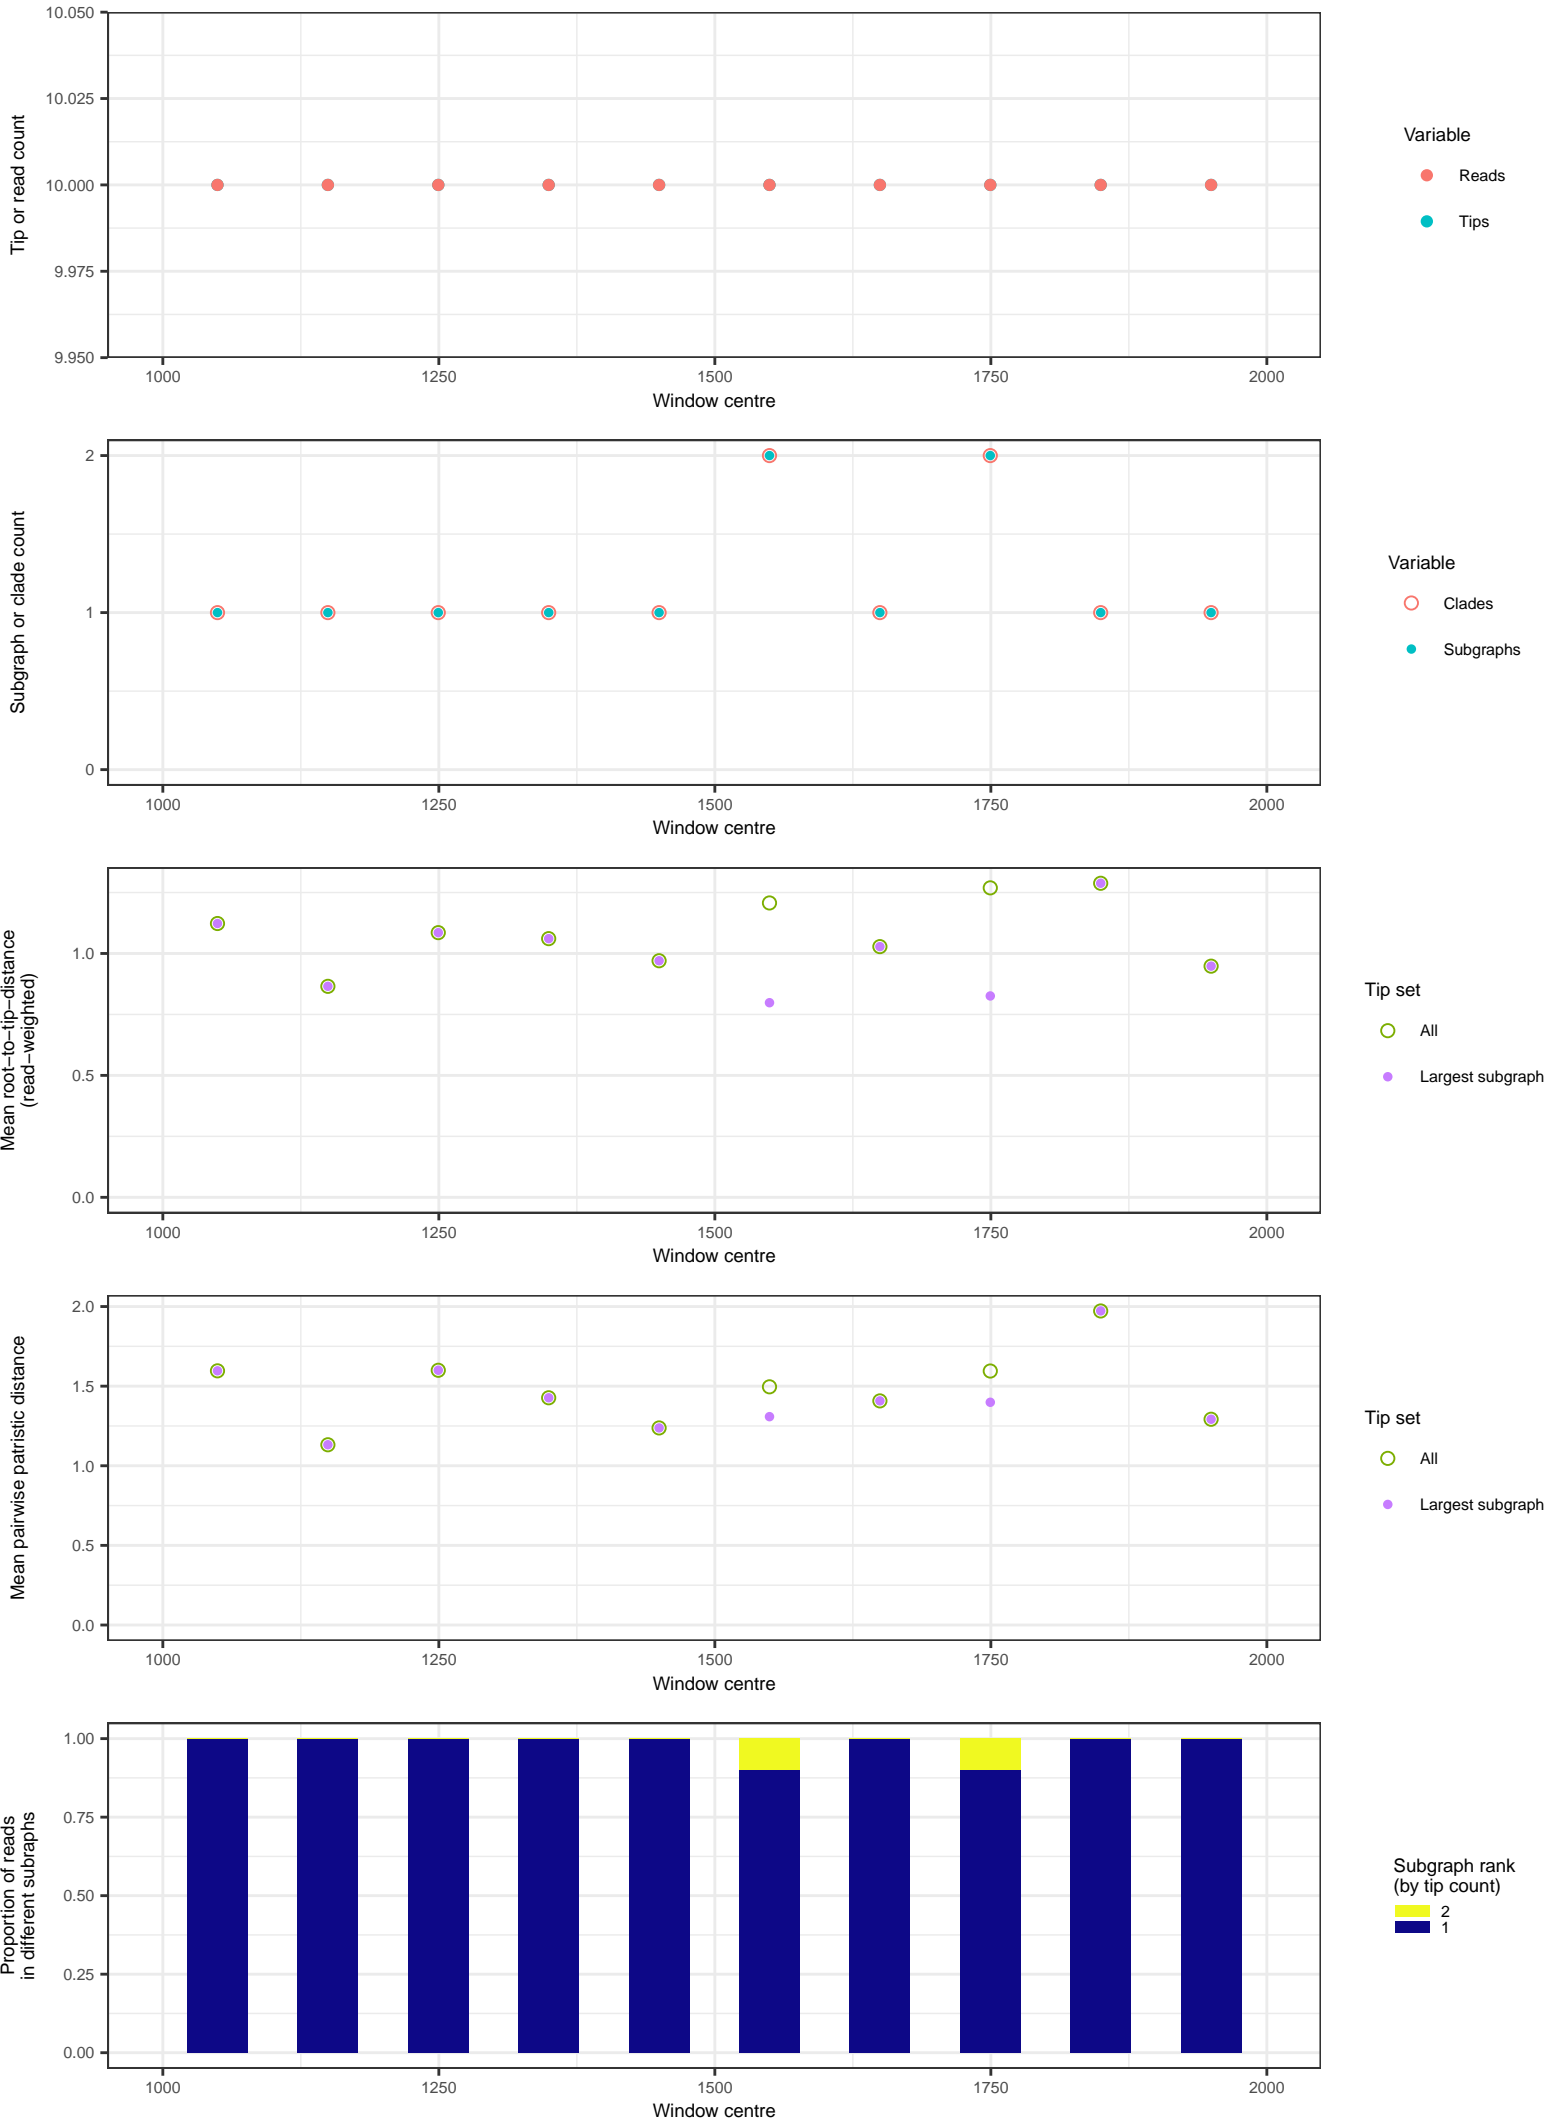 10.050
10.025
10.000
9.975
9.950
Tip or read count
1000 1250 1500 1750 2000
Window centre
Variable
Reads
Tips
2
1
0
Subgraph or clade count
1000 1250 1500 1750 2000
Window centre
Variable
Clades
Subgraphs
1.0
0.5
0.0
Mean root−to−tip−distance
(read−weighted)
1000 1250 1500 1750 2000
Window centre
Tip set
All
Largest subgraph
2.0
1.5
1.0
0.5
0.0
Mean pairwise patristic distance
1000 1250 1500 1750 2000
Window centre
Tip set
All
Largest subgraph
1.00
0.75
0.50
0.25
0.00
Proportion of reads
in different subraphs
1000 1250 1500 1750 2000
Window centre
Subgraph rank
(by tip count)
2
1